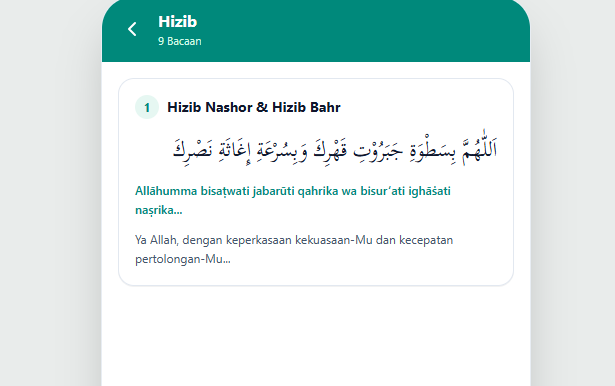 Hizib
9 Bacaan
1 Hizib Nashor & Hizib Bahr
اَللّٰهُمَّ بِسَطْوَةِ جَبَرُوْتِ قَهْرِكَ وَبِسُرْعَةِ إِغَاثَةِ نَصْرِكَ
Allāhumma bisaṭwati jabarūti qahrika wa bisur‘ati ighāśati
naṣrika...
Ya Allah, dengan keperkasaan kekuasaan-Mu dan kecepatan
pertolongan-Mu...